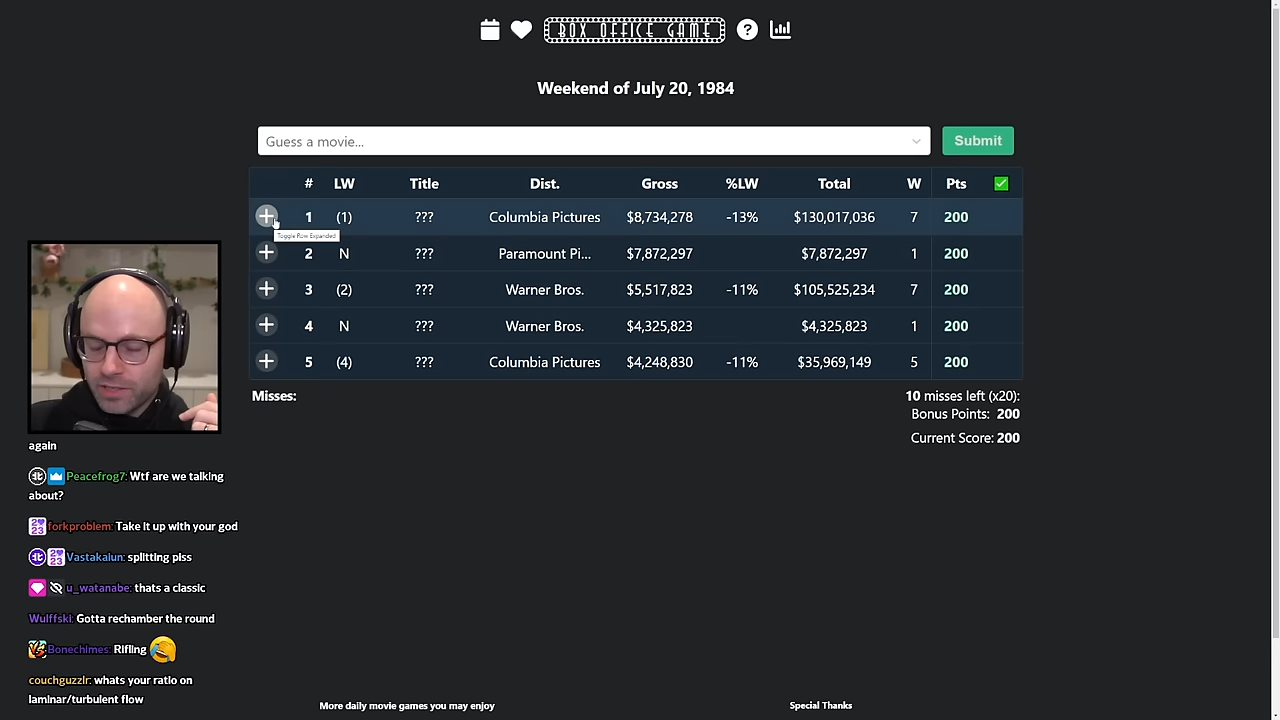 BOX OFFICE GAME
Weekend of July 20, 1984
Guess a movie...
Submit
# LW Title Dist. Gross %LW Total W Pts
1 (1) ??? Columbia Pictures $8,734,278 -13% $130,017,036 7 200
Toggle Row Expanded
2 N ??? Paramount Pi... $7,872,297 $7,872,297 1 200
3 (2) ??? Warner Bros. $5,517,823 -11% $105,525,234 7 200
4 N ??? Warner Bros. $4,325,823 $4,325,823 1 200
5 (4) ??? Columbia Pictures $4,248,830 -11% $35,969,149 5 200
Misses:
10 misses left (x20):
Bonus Points: 200
Current Score: 200
again
Peacefrog7: Wtf are we talking
about?
forkproblem: Take it up with your god
Vastakaiun: splitting piss
u_watanabe: thats a classic
Wulffski: Gotta rechamber the round
Bonechimes: Rifling
couchguzzlr: whats your ratio on
laminar/turbulent flow
More daily movie games you may enjoy
Special Thanks